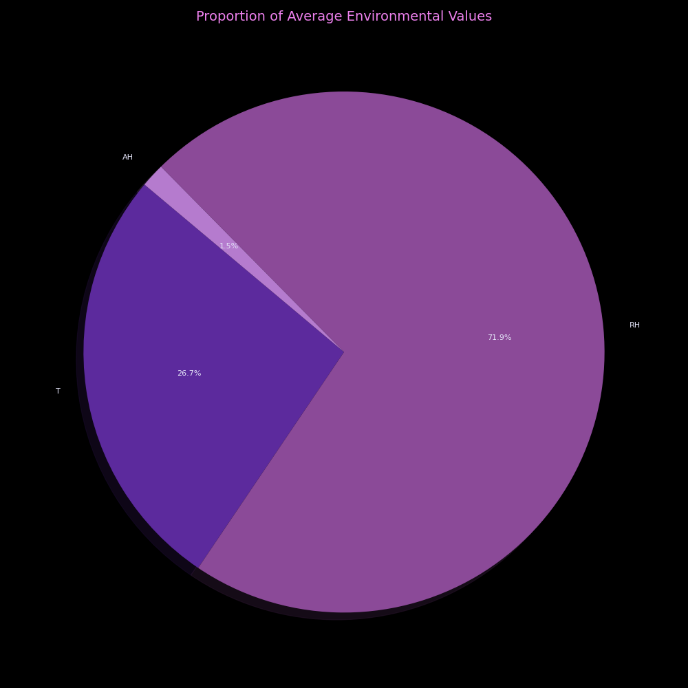 Proportion of Average Environmental Values
AH
1.5%
RH
71.9%
26.7%
T